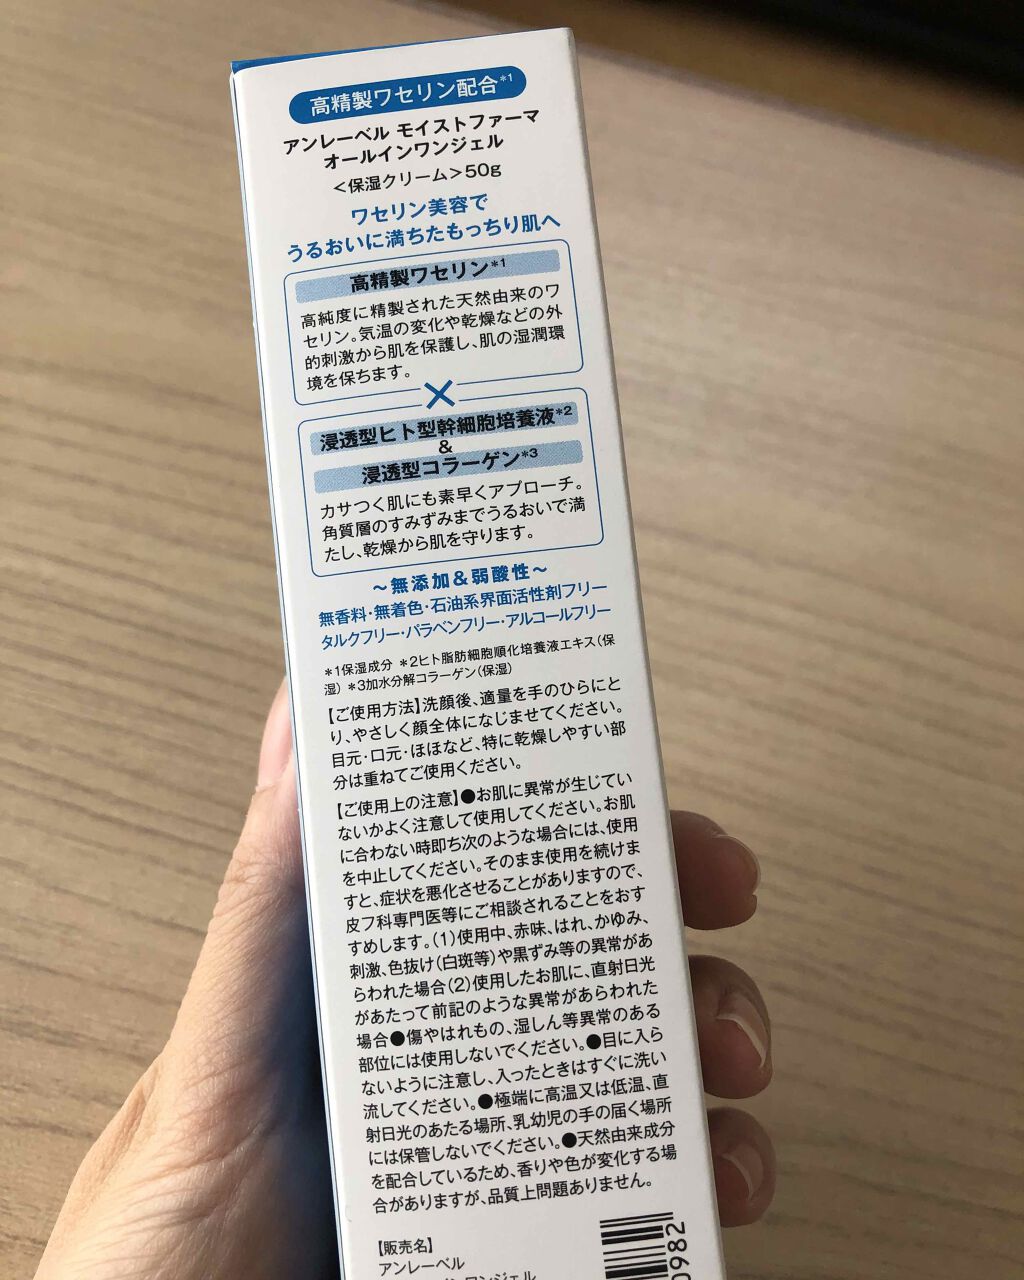 高精製ワセリン配合*1
アンレーベル モイストファーマ
オールインワンジェル
<保湿クリーム>50g
ワセリン美容で
うるおいに満ちたもっちり肌へ
高精製ワセリン*1
高純度に精製された天然由来のワ
セリン。気温の変化や乾燥などの外
的刺激から肌を保護し、肌の湿潤環
境を保ちます。
×
浸透型ヒト型幹細胞培養液*2
&
浸透型コラーゲン*3
カサつく肌にも素早くアプローチ。
角質層のすみずみまでうるおいで満
たし、乾燥から肌を守ります。
~無添加&弱酸性~
無香料・無着色・石油系界面活性剤フリー
タルクフリー・パラベンフリー・アルコールフリー
*1保湿成分 *2ヒト脂肪細胞順化培養液エキス(保
湿) *3加水分解コラーゲン(保湿)
【ご使用方法】洗顔後、適量を手のひらにと
り、やさしく顔全体になじませてください。
目元・口元・ほほなど、特に乾燥しやすい部
分は重ねてご使用ください。
【ご使用上の注意】●お肌に異常が生じてい
ないかよく注意して使用してください。お肌
に合わない時即ち次のような場合には、使用
を中止してください。そのまま使用を続けま
すと、症状を悪化させることがありますので、
皮フ科専門医等にご相談されることをおす
すめします。(1)使用中、赤味、はれ、かゆみ、
刺激、色抜け(白斑等)や黒ずみ等の異常があ
らわれた場合(2)使用したお肌に、直射日光
があたって前記のような異常があらわれた
場合●傷やはれもの、湿しん等異常のある
部位には使用しないでください。●目に入ら
ないように注意し、入ったときはすぐに洗い
流してください。●極端に高温又は低温、直
射日光のあたる場所、乳幼児の手の届く場所
には保管しないでください。●天然由来成分
を配合しているため、香りや色が変化する場
合がありますが、品質上問題ありません。
【販売名】
アンレーベル
インワンジェル
0982